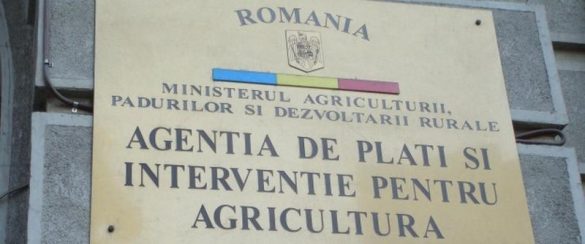 ROMANIA
MINISTERUL AGRICULTURII,
PADURILOR SI DEZVOLTARII RURALE
AGENTIA DE PLATI SI
INTERVENTIE PENTRU
AGRICULTURA